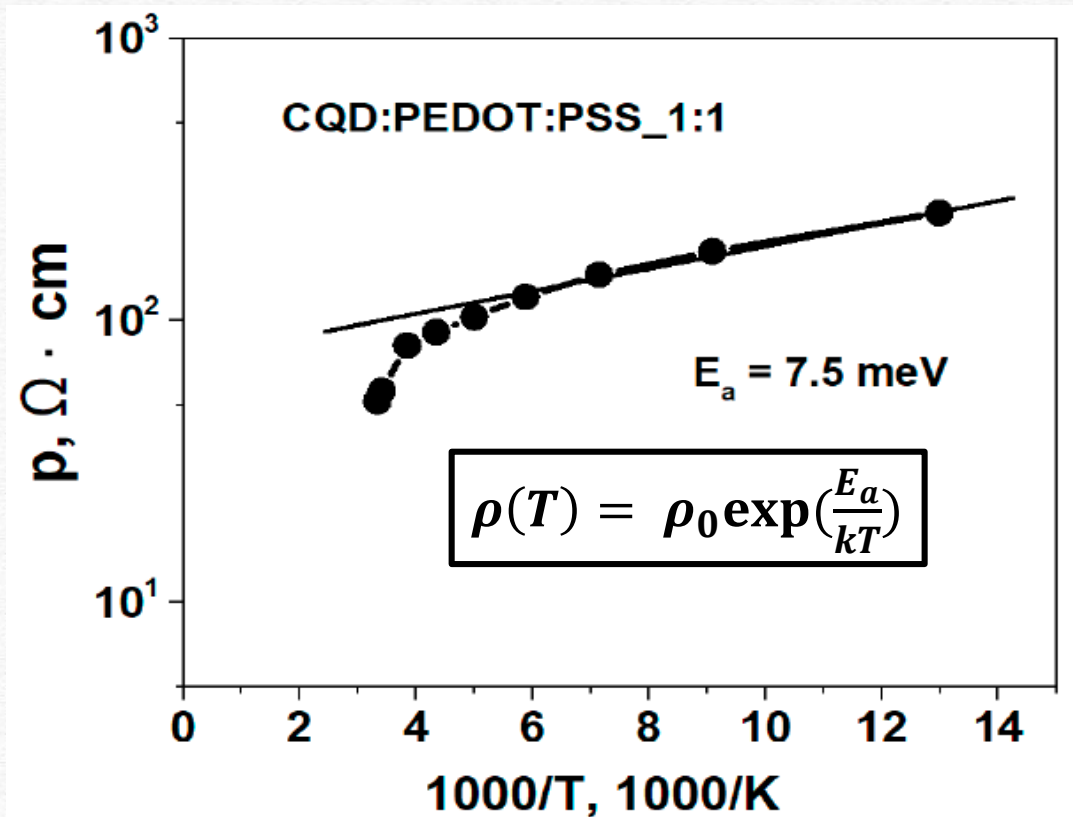 10³
CQD:PEDOT:PSS_1:1
p, Ω · cm
10²
Eₐ = 7.5 meV
ρ(T) = ρ₀exp(Eₐ/kT)
10¹
0 2 4 6 8 10 12 14
1000/T, 1000/K